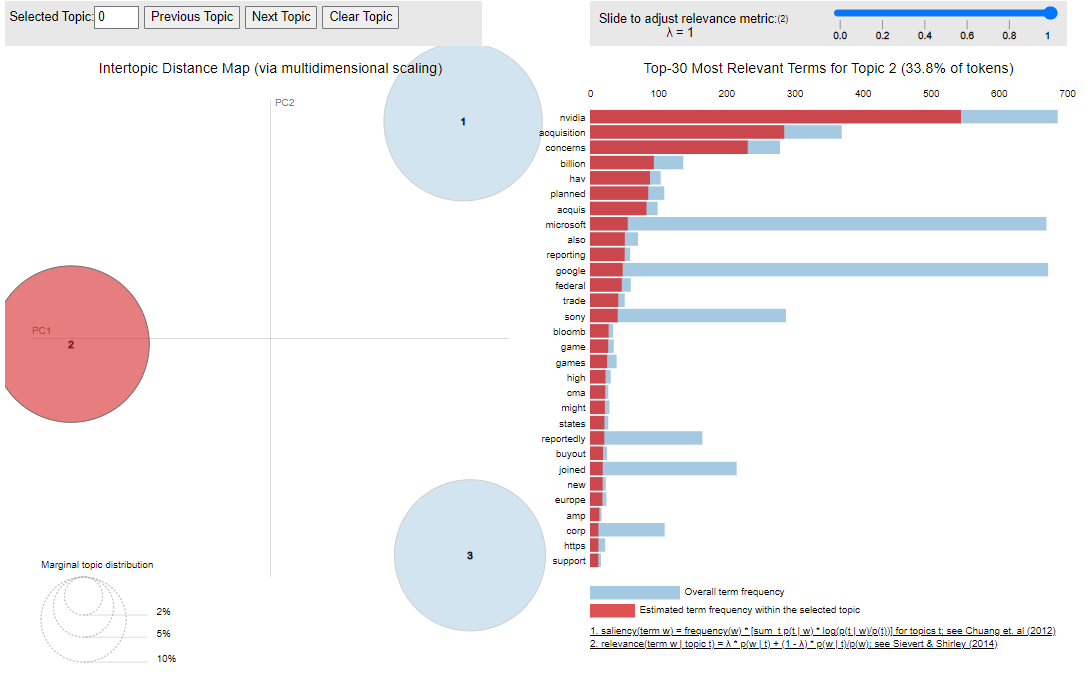 Selected Topic: 0 Previous Topic Next Topic Clear Topic
Slide to adjust relevance metric:(2)
λ = 1
0.0 0.2 0.4 0.6 0.8 1
Intertopic Distance Map (via multidimensional scaling)
PC2
1
PC1
2
3
Marginal topic distribution
2%
5%
10%
Top-30 Most Relevant Terms for Topic 2 (33.8% of tokens)
0 100 200 300 400 500 600 700
nvidia
acquisition
concerns
billion
hav
planned
acquis
microsoft
also
reporting
google
federal
trade
sony
bloomb
game
games
high
cma
might
states
reportedly
buyout
joined
new
europe
amp
corp
https
support
Overall term frequency
Estimated term frequency within the selected topic
1. saliency(term w) = frequency(w) * [sum_t p(t | w) * log(p(t | w)/p(t))] for topics t; see Chuang et. al (2012)
2. relevance(term w | topic t) = λ * p(w | t) + (1 - λ) * p(w | t)/p(w); see Sievert & Shirley (2014)